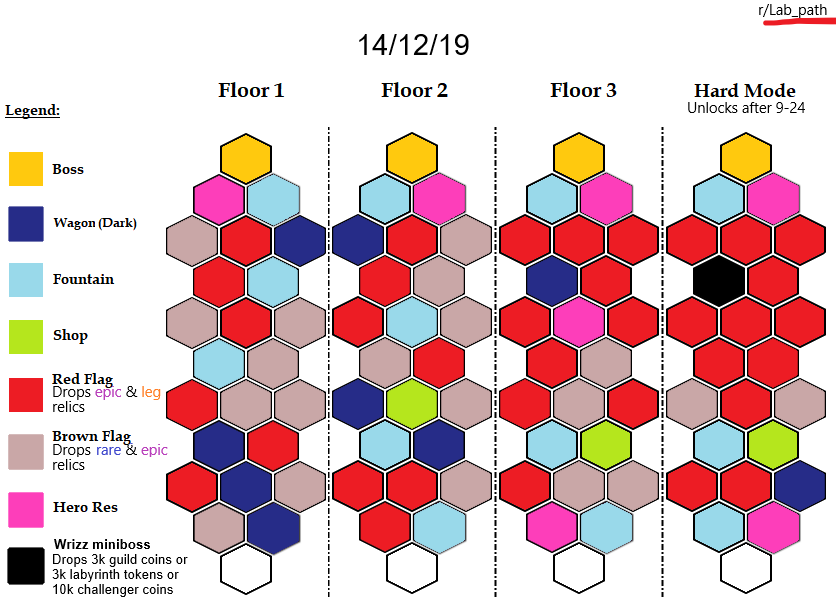 r/Lab_path
14/12/19
Floor 1
Floor 2
Floor 3
Hard Mode
Unlocks after 9-24
Legend:
Boss
Wagon (Dark)
Fountain
Shop
Red Flag
Drops epic & leg
relics
Brown Flag
Drops rare & epic
relics
Hero Res
Wrizz miniboss
Drops 3k guild coins or
3k labyrinth tokens or
10k challenger coins